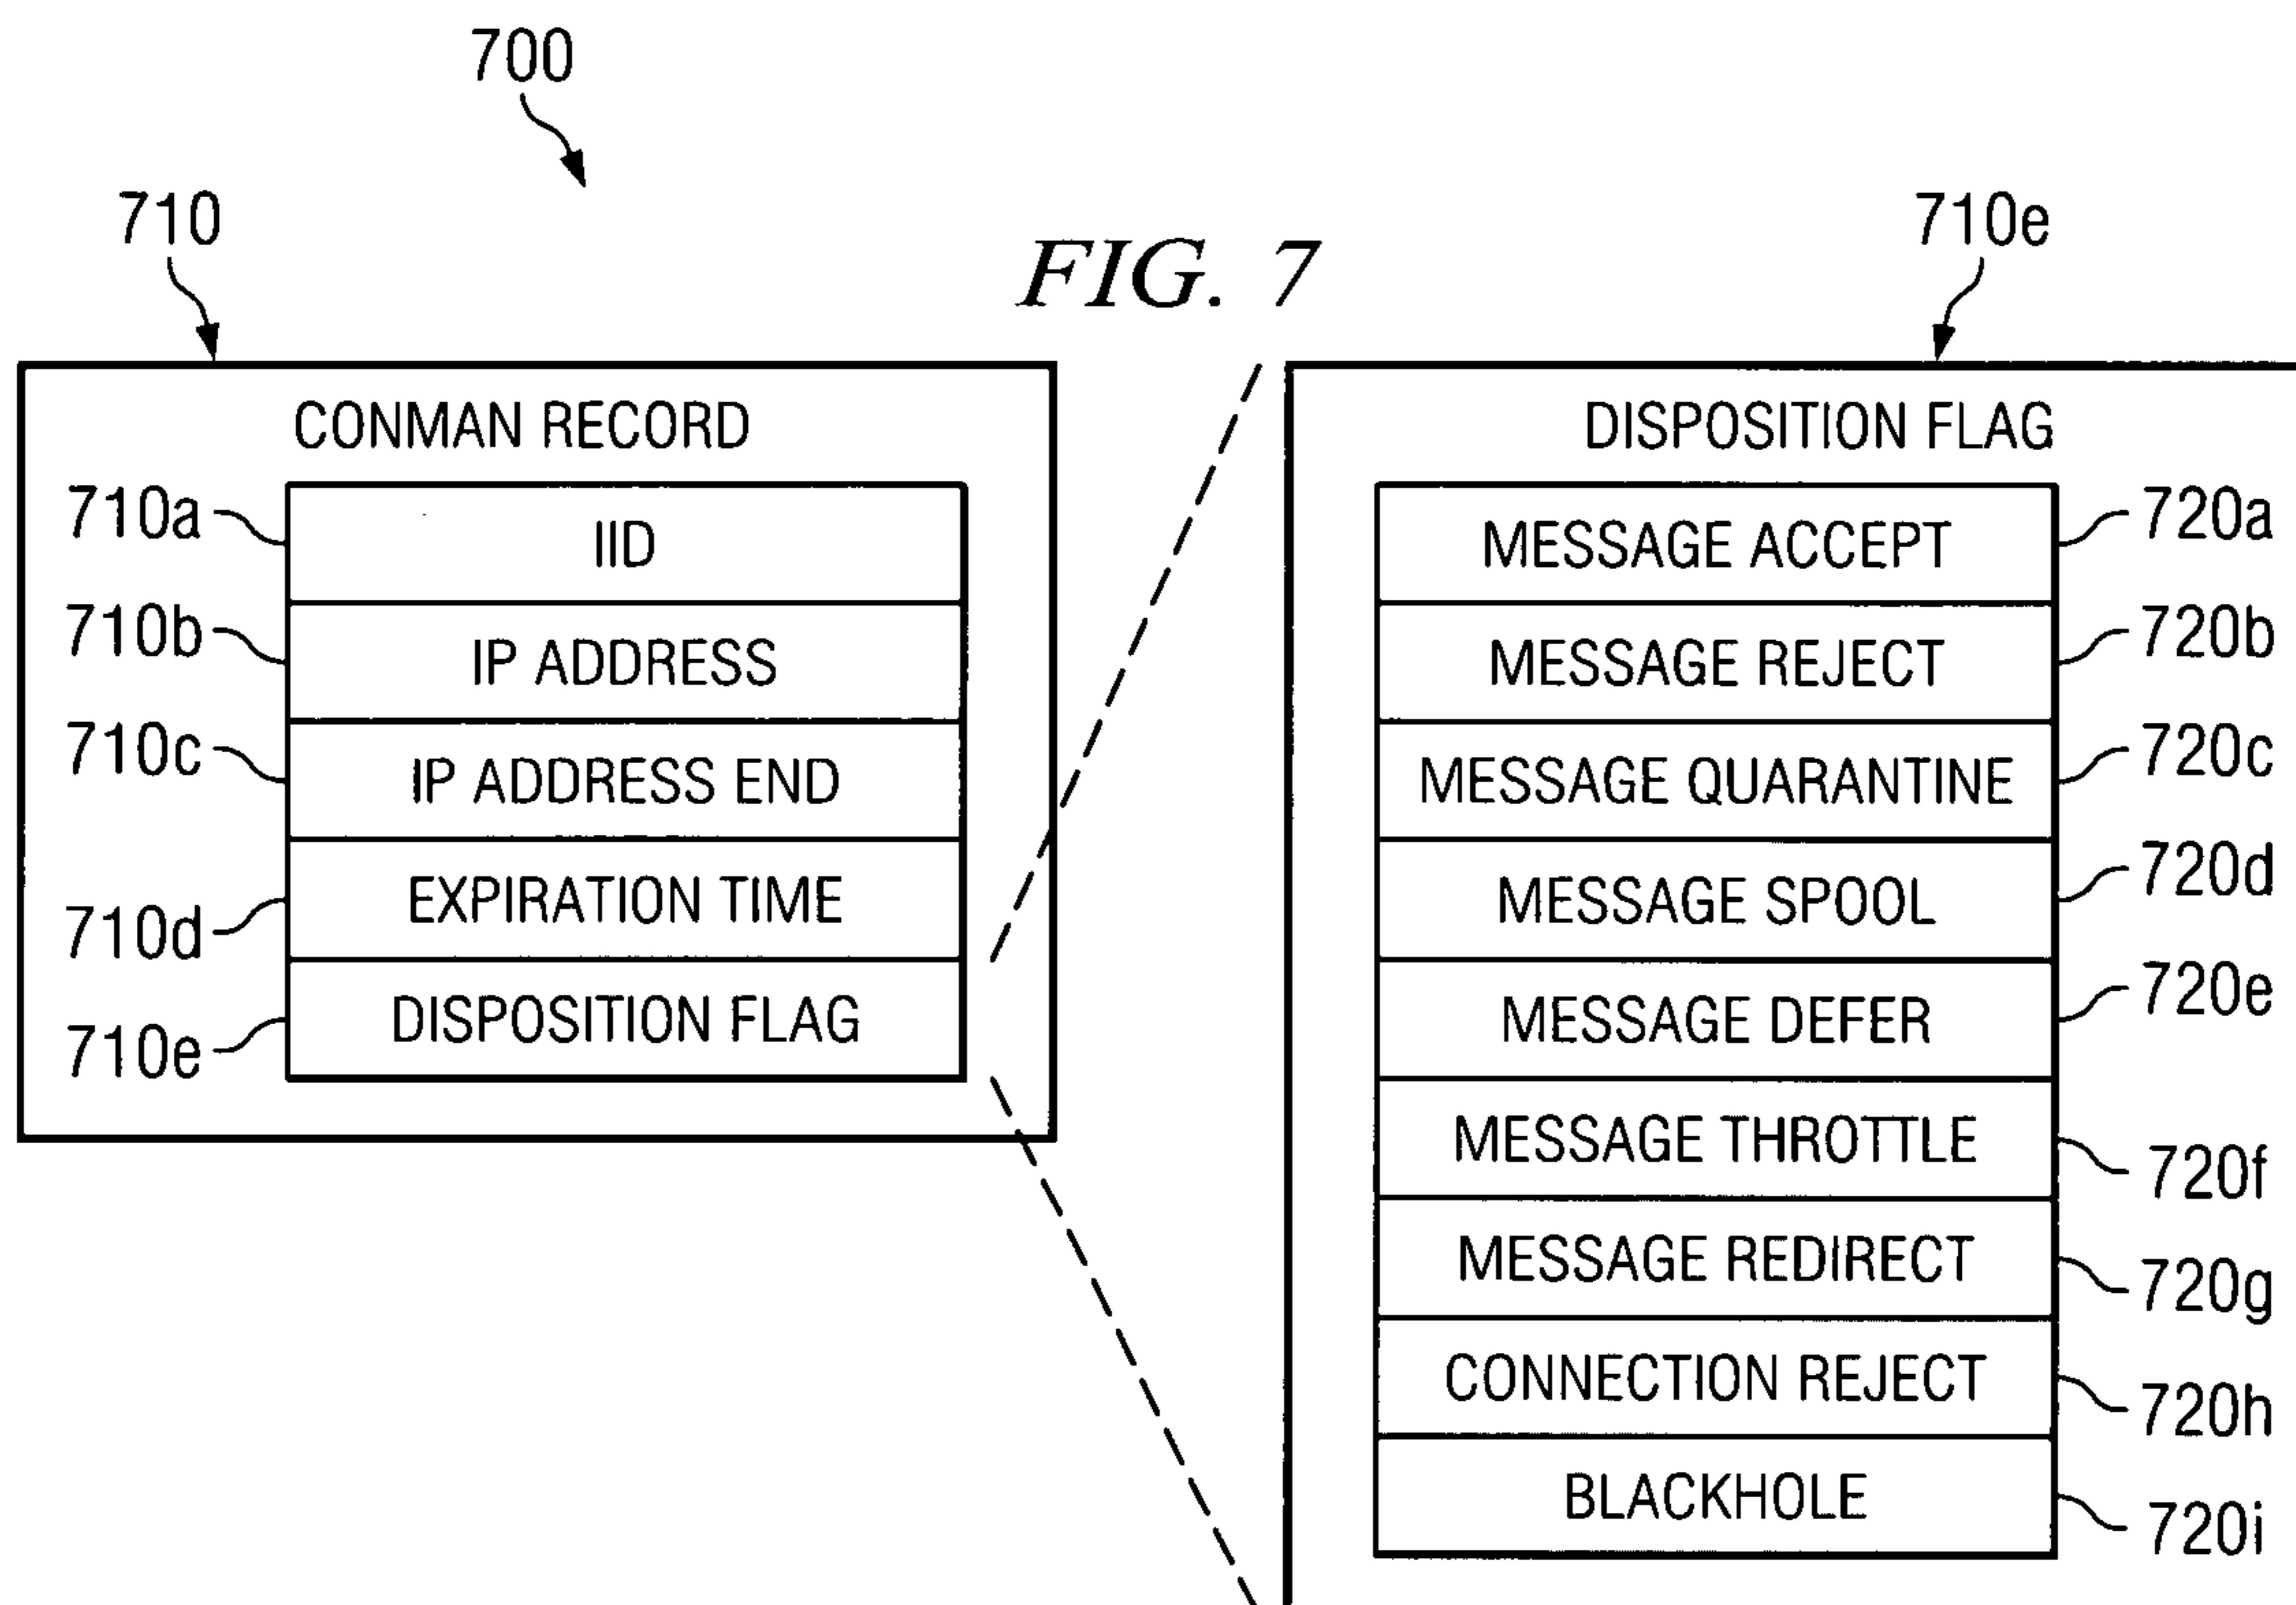 700
710
FIG. 7
710e
CONMAN RECORD
710a
IID
710b
IP ADDRESS
710c
IP ADDRESS END
710d
EXPIRATION TIME
710e
DISPOSITION FLAG
DISPOSITION FLAG
MESSAGE ACCEPT
720a
MESSAGE REJECT
720b
MESSAGE QUARANTINE
720c
MESSAGE SPOOL
720d
MESSAGE DEFER
720e
MESSAGE THROTTLE
720f
MESSAGE REDIRECT
720g
CONNECTION REJECT
720h
BLACKHOLE
720i